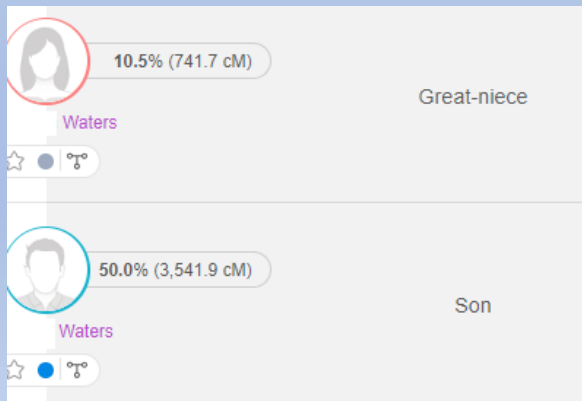 10.5% (741.7 cM)
Great-niece
Waters
50.0% (3,541.9 cM)
Son
Waters